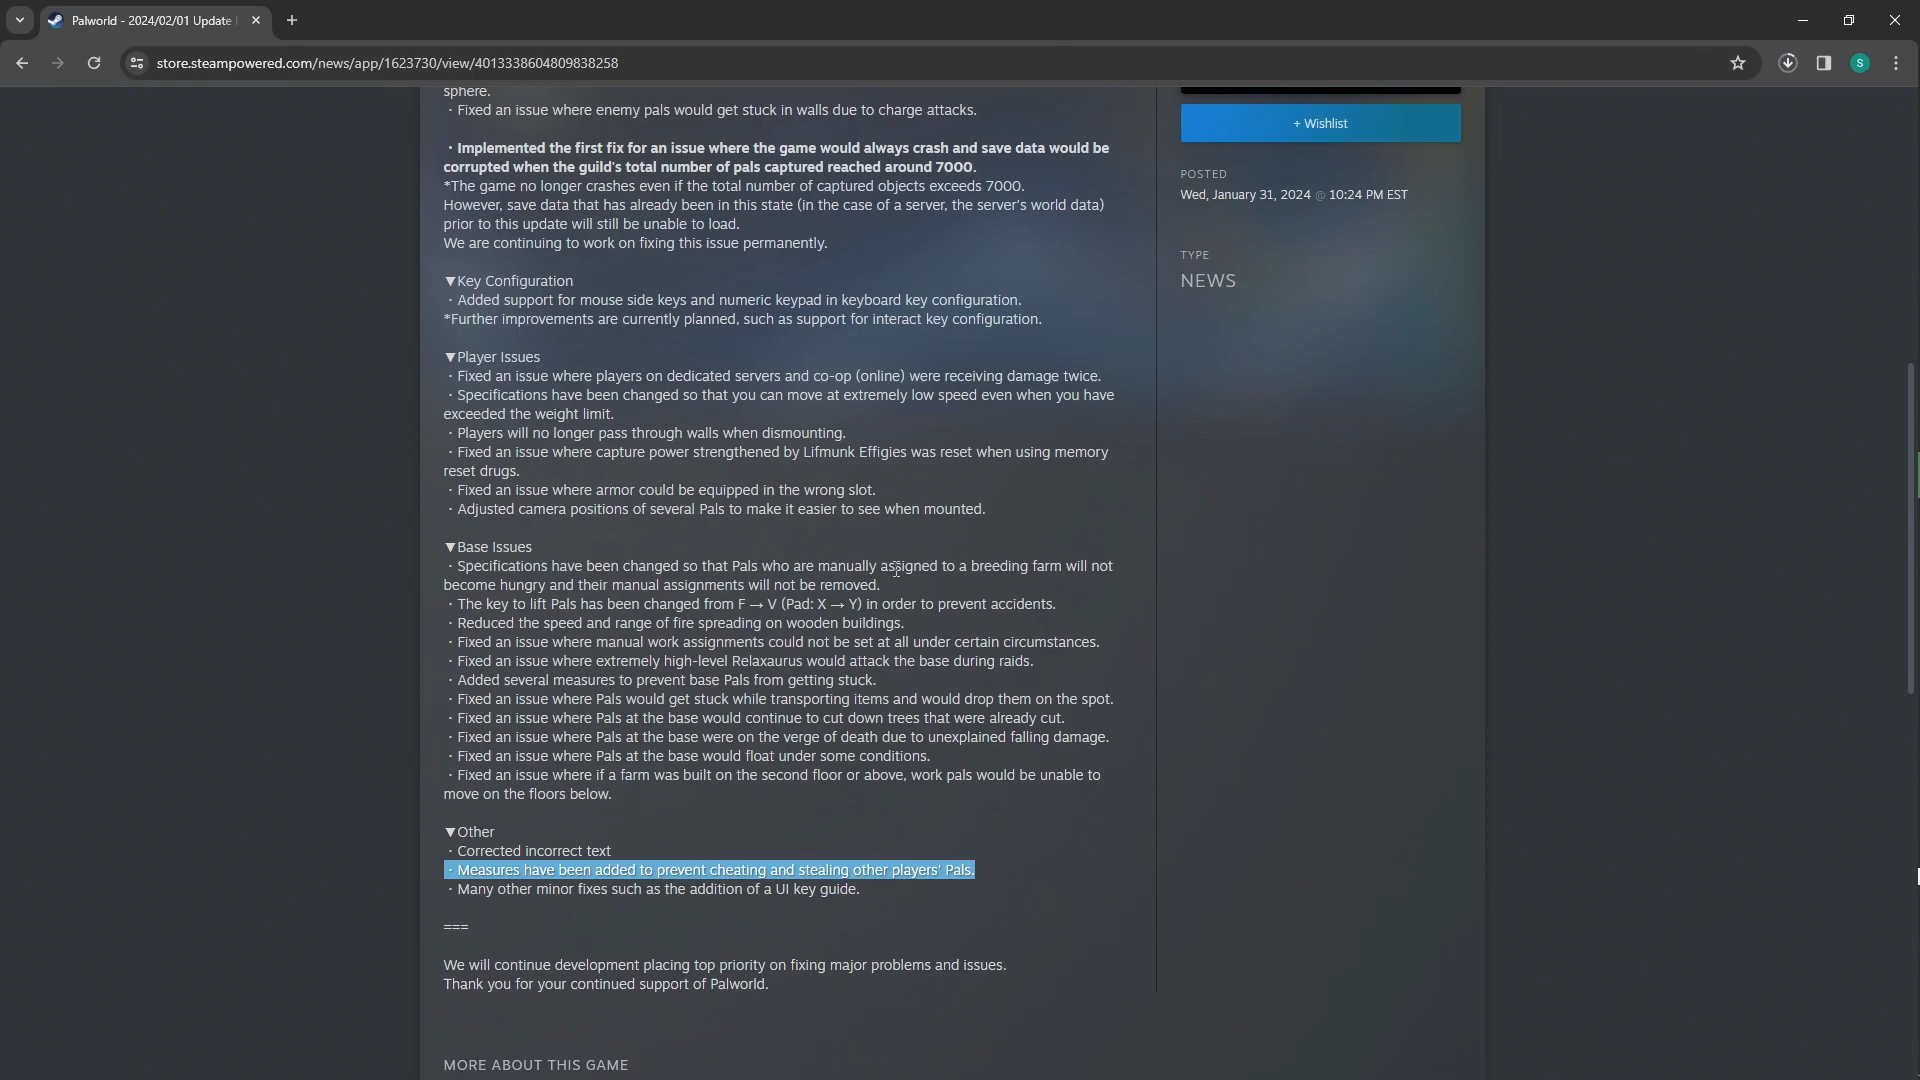 Palworld - 2024/02/01 Update
store.steampowered.com/news/app/1623730/view/4013338604809838258
S
sphere.
・Fixed an issue where enemy pals would get stuck in walls due to charge attacks.
・Implemented the first fix for an issue where the game would always crash and save data would be
corrupted when the guild's total number of pals captured reached around 7000.
*The game no longer crashes even if the total number of captured objects exceeds 7000.
However, save data that has already been in this state (in the case of a server, the server's world data)
prior to this update will still be unable to load.
We are continuing to work on fixing this issue permanently.
▼Key Configuration
・Added support for mouse side keys and numeric keypad in keyboard key configuration.
*Further improvements are currently planned, such as support for interact key configuration.
▼Player Issues
・Fixed an issue where players on dedicated servers and co-op (online) were receiving damage twice.
・Specifications have been changed so that you can move at extremely low speed even when you have
exceeded the weight limit.
・Players will no longer pass through walls when dismounting.
・Fixed an issue where capture power strengthened by Lifmunk Effigies was reset when using memory
reset drugs.
・Fixed an issue where armor could be equipped in the wrong slot.
・Adjusted camera positions of several Pals to make it easier to see when mounted.
▼Base Issues
・Specifications have been changed so that Pals who are manually assigned to a breeding farm will not
become hungry and their manual assignments will not be removed.
・The key to lift Pals has been changed from F → V (Pad: X → Y) in order to prevent accidents.
・Reduced the speed and range of fire spreading on wooden buildings.
・Fixed an issue where manual work assignments could not be set at all under certain circumstances.
・Fixed an issue where extremely high-level Relaxaurus would attack the base during raids.
・Added several measures to prevent base Pals from getting stuck.
・Fixed an issue where Pals would get stuck while transporting items and would drop them on the spot.
・Fixed an issue where Pals at the base would continue to cut down trees that were already cut.
・Fixed an issue where Pals at the base were on the verge of death due to unexplained falling damage.
・Fixed an issue where Pals at the base would float under some conditions.
・Fixed an issue where if a farm was built on the second floor or above, work pals would be unable to
move on the floors below.
▼Other
・Corrected incorrect text
・Measures have been added to prevent cheating and stealing other players' Pals.
・Many other minor fixes such as the addition of a UI key guide.
===
We will continue development placing top priority on fixing major problems and issues.
Thank you for your continued support of Palworld.
MORE ABOUT THIS GAME
+ Wishlist
POSTED
Wed, January 31, 2024 @ 10:24 PM EST
TYPE
NEWS